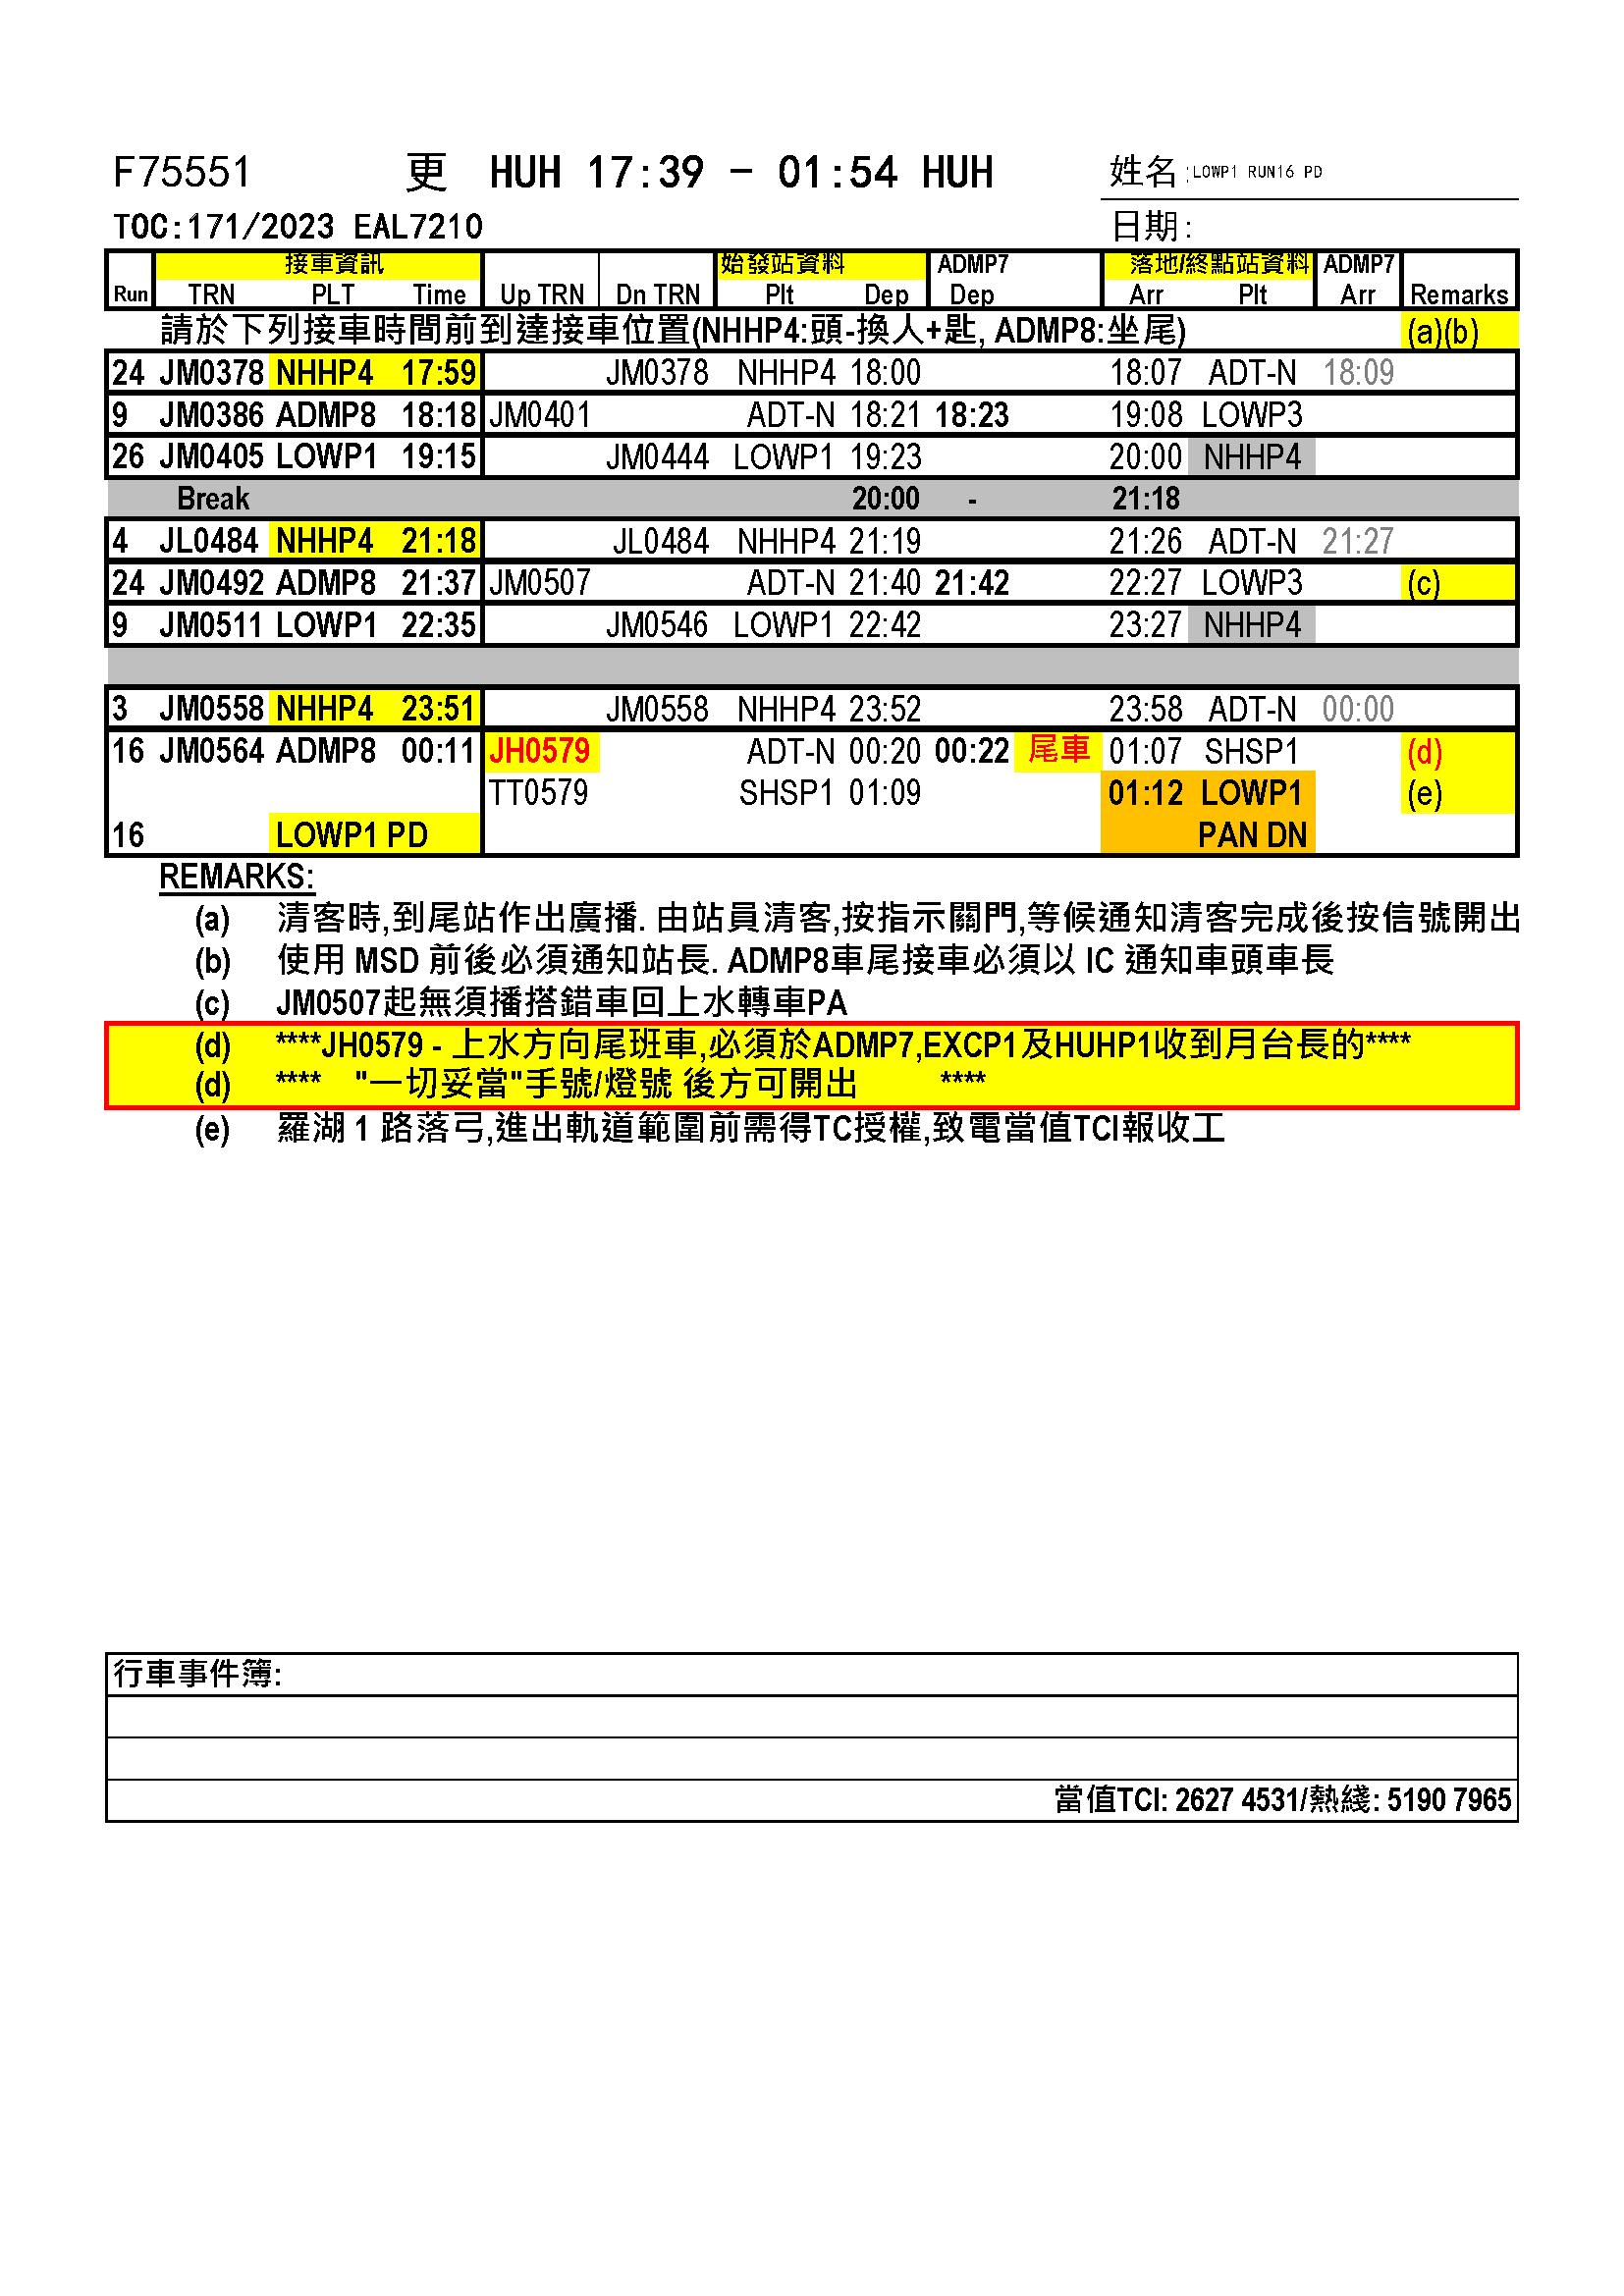 F75551 更 HUH 17:39 - 01:54 HUH 姓名:LOWP1 RUN16 PD
TOC:171/2023 EAL7210 日期:
接車資訊 始發站資料 ADMP7 落地/終點站資料 ADMP7
Run TRN PLT Time Up TRN Dn TRN Plt Dep Dep Arr Plt Arr Remarks
請於下列接車時間前到達接車位置(NHHP4:頭-換人+匙, ADMP8:坐尾) (a)(b)
24 JM0378 NHHP4 17:59 JM0378 NHHP4 18:00 18:07 ADT-N 18:09
9 JM0386 ADMP8 18:18 JM0401 ADT-N 18:21 18:23 19:08 LOWP3
26 JM0405 LOWP1 19:15 JM0444 LOWP1 19:23 20:00 NHHP4
Break 20:00 - 21:18
4 JL0484 NHHP4 21:18 JL0484 NHHP4 21:19 21:26 ADT-N 21:27
24 JM0492 ADMP8 21:37 JM0507 ADT-N 21:40 21:42 22:27 LOWP3 (c)
9 JM0511 LOWP1 22:35 JM0546 LOWP1 22:42 23:27 NHHP4
3 JM0558 NHHP4 23:51 JM0558 NHHP4 23:52 23:58 ADT-N 00:00
16 JM0564 ADMP8 00:11 JH0579 ADT-N 00:20 00:22 尾車 01:07 SHSP1 (d)
TT0579 SHSP1 01:09 01:12 LOWP1 (e)
16 LOWP1 PD PAN DN
REMARKS:
(a) 清客時,到尾站作出廣播. 由站員清客,按指示關門,等候通知清客完成後按信號開出
(b) 使用 MSD 前後必須通知站長. ADMP8車尾接車必須以 IC 通知車頭車長
(c) JM0507起無須播搭錯車回上水轉車PA
(d) ****JH0579 - 上水方向尾班車,必須於ADMP7,EXCP1及HUHP1收到月台長的****
(d) **** "一切妥當"手號/燈號 後方可開出 ****
(e) 羅湖 1 路落弓,進出軌道範圍前需得TC授權,致電當值TCI報收工
行車事件簿:
當值TCI: 2627 4531/熱綫: 5190 7965